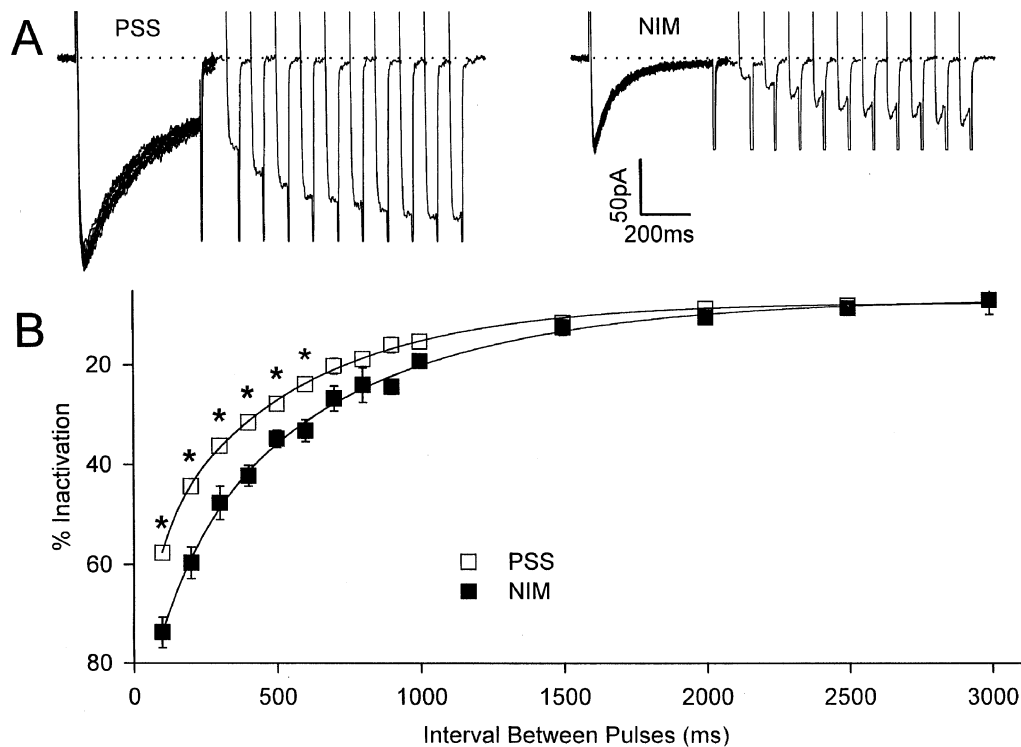 A
PSS
NIM
50pA
200ms
B
% Inactivation
20
40
60
80
* * * * * *
PSS
NIM
0 500 1000 1500 2000 2500 3000
Interval Between Pulses (ms)